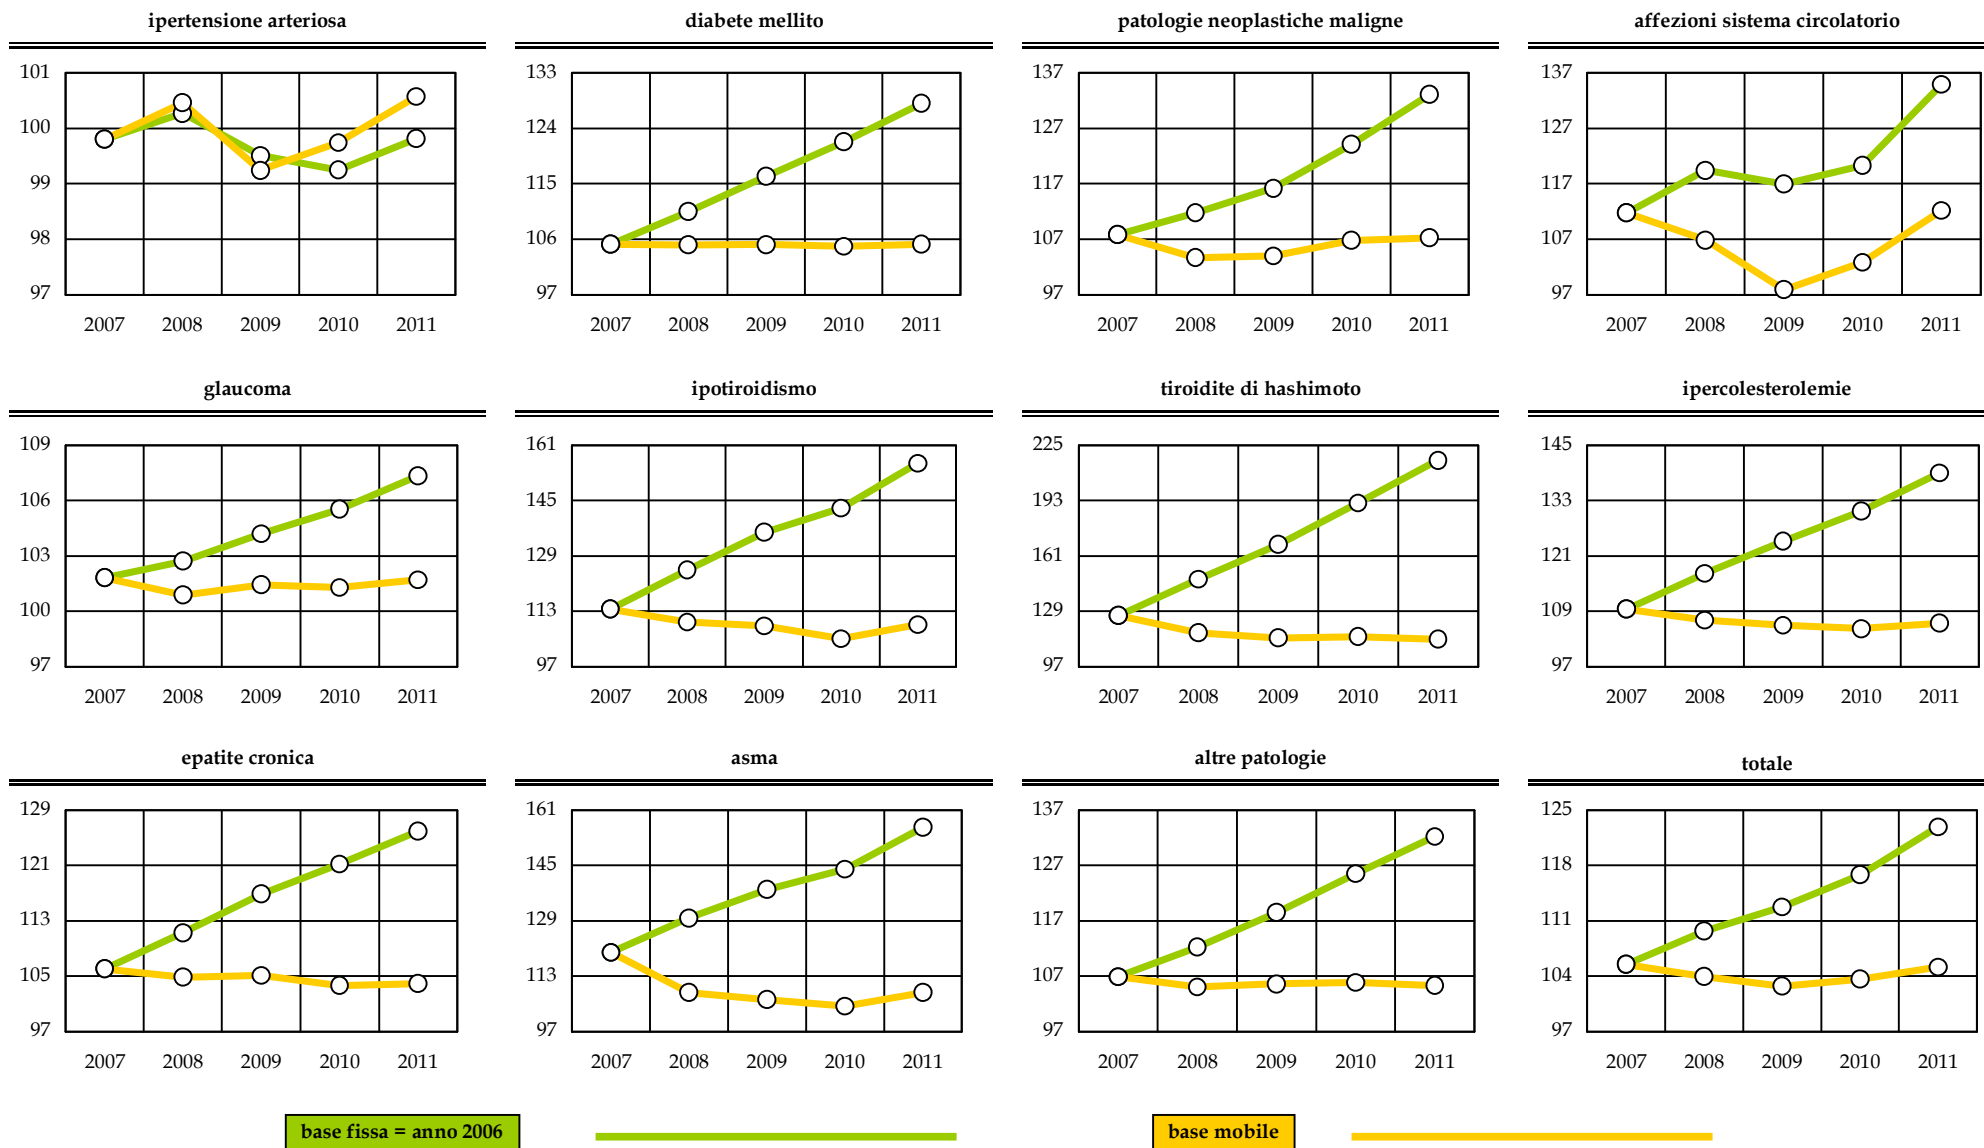 ipertensione arteriosa
diabete mellito
patologie neoplastiche maligne
affezioni sistema circolatorio
101
100
99
98
97
2007 2008 2009 2010 2011
133
124
115
106
97
2007 2008 2009 2010 2011
137
127
117
107
97
2007 2008 2009 2010 2011
137
127
117
107
97
2007 2008 2009 2010 2011
glaucoma
ipotiroidismo
tiroidite di hashimoto
ipercolesterolemie
109
106
103
100
97
2007 2008 2009 2010 2011
161
145
129
113
97
2007 2008 2009 2010 2011
225
193
161
129
97
2007 2008 2009 2010 2011
145
133
121
109
97
2007 2008 2009 2010 2011
epatite cronica
asma
altre patologie
totale
129
121
113
105
97
2007 2008 2009 2010 2011
161
145
129
113
97
2007 2008 2009 2010 2011
137
127
117
107
97
2007 2008 2009 2010 2011
125
118
111
104
97
2007 2008 2009 2010 2011
base fissa = anno 2006
base mobile